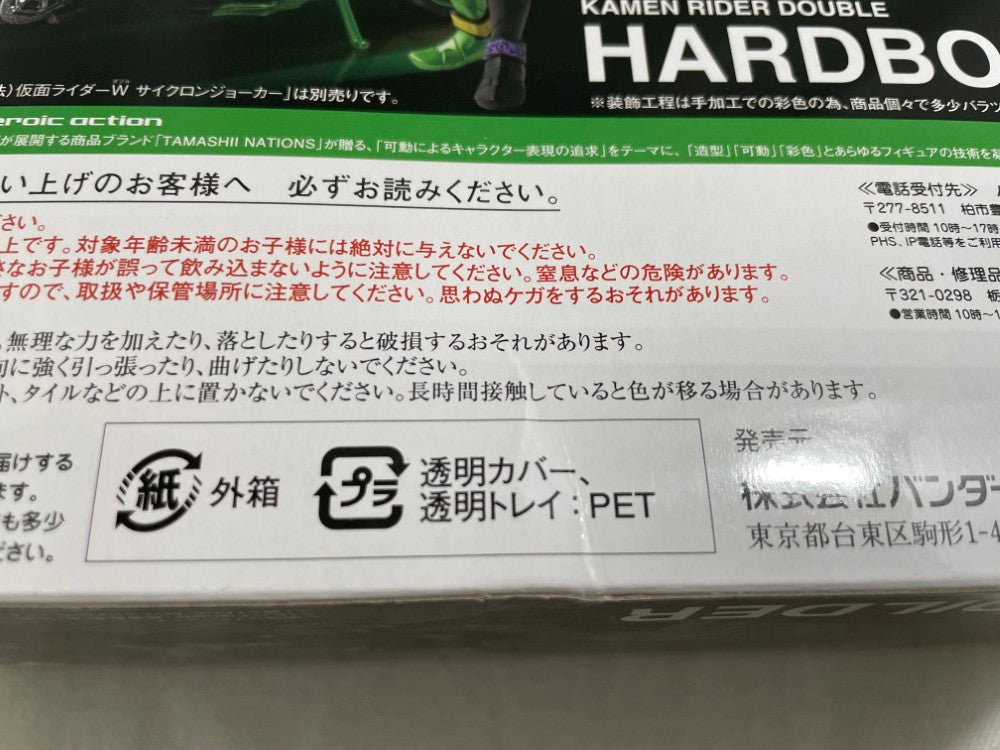 KAMEN RIDER DOUBLE
HARDBO
法)仮面ライダーW サイクロンジョーカー」は別売りです。
ダブル
※装飾工程は手加工での彩色の為、商品個々で多少バラツ
eroic action
が展開する商品ブランド「TAMASHII NATIONS」が贈る、「可動によるキャラクター表現の追求」をテーマに、「造型」「可動」「彩色」とあらゆるフィギュアの技術を凝
い上げのお客様へ 必ずお読みください。
さい。
上です。対象年齢未満のお子様には絶対に与えないでください。
さなお子様が誤って飲み込まないように注意してください。窒息などの危険があります。
すので、取扱や保管場所に注意してください。思わぬケガをするおそれがあります。
。無理な力を加えたり、落としたりすると破損するおそれがあります。
向に強く引っ張ったり、曲げたりしないでください。
ト、タイルなどの上に置かないでください。長時間接触していると色が移る場合があります。
≪電話受付先≫
〒277-8511 柏市豊
●受付時間 10時〜17時
PHS、IP電話等をご利用
≪商品・修理品
〒321-0298 栃
●営業時間 10時〜1
届けする
ます。
も多少
ださい。
紙 外箱
プラ 透明カバー、
透明トレイ:PET
発売元
株式会社バンダ
東京都台東区駒形1-4
OILDER